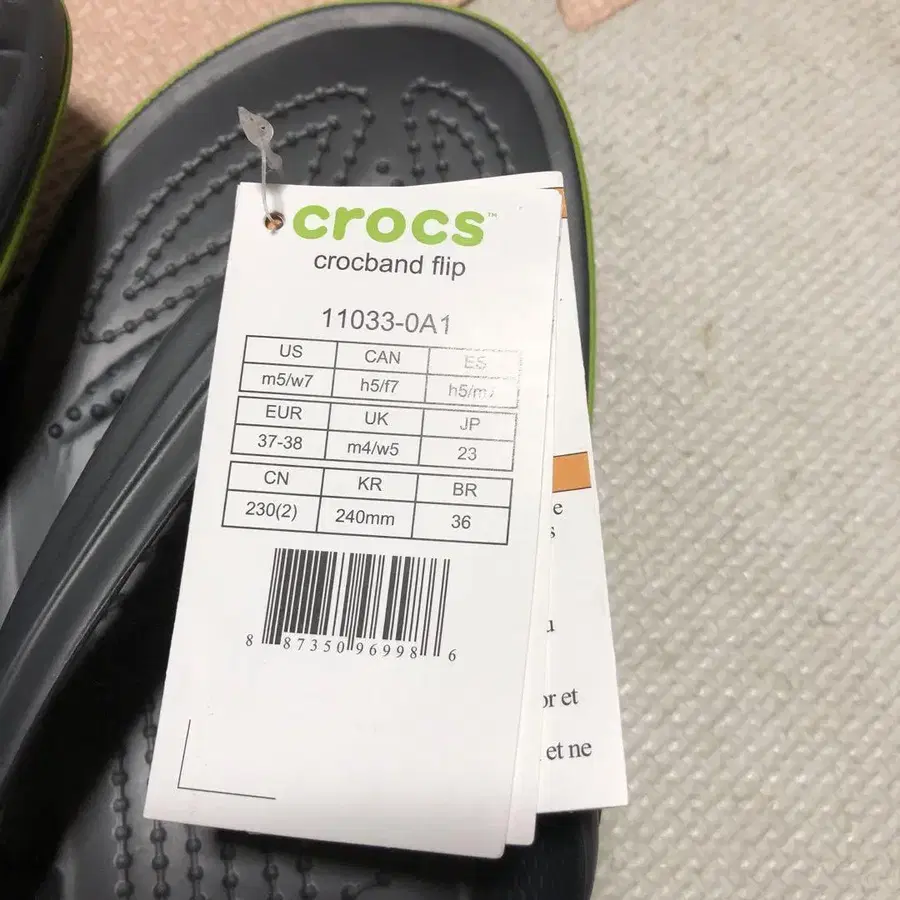 crocs™
crocband flip
11033-0A1
US CAN ES
m5/w7 h5/f7 h5/m7
EUR UK JP
37-38 m4/w5 23
CN KR BR
230(2) 240mm 36
8 87350 96998 6
e
s
u
or et
et ne